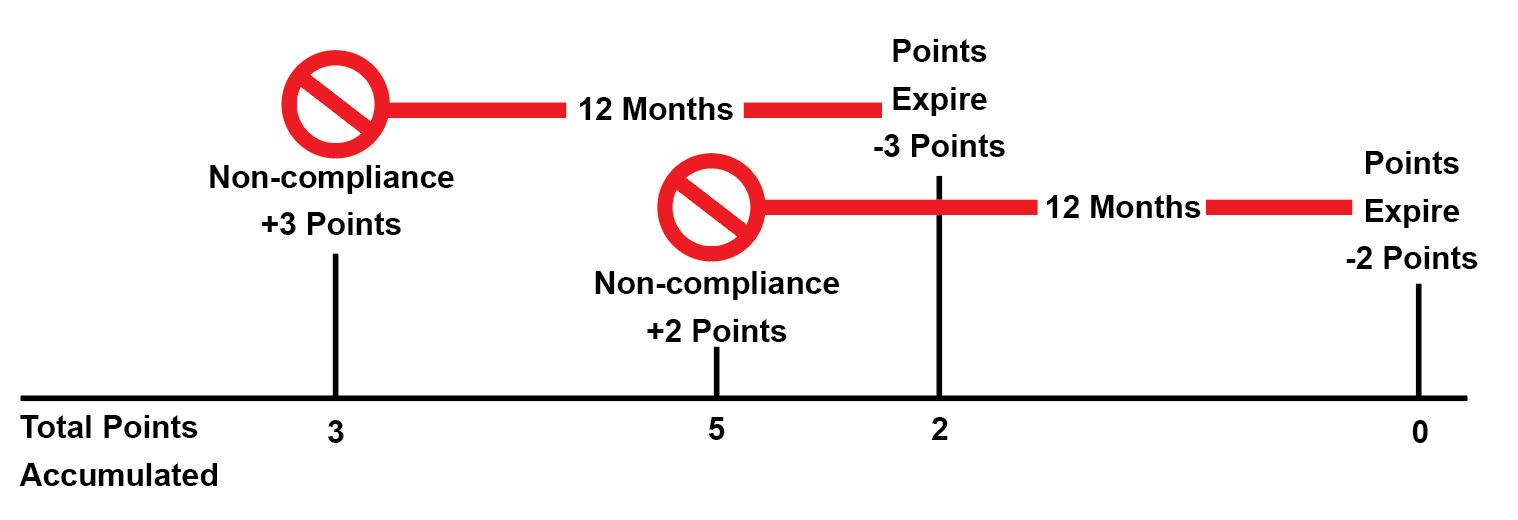 Points
Expire
-3 Points
12 Months
Non-compliance
+3 Points
Points
Expire
-2 Points
12 Months
Non-compliance
+2 Points
Total Points
Accumulated
3
5
2
0